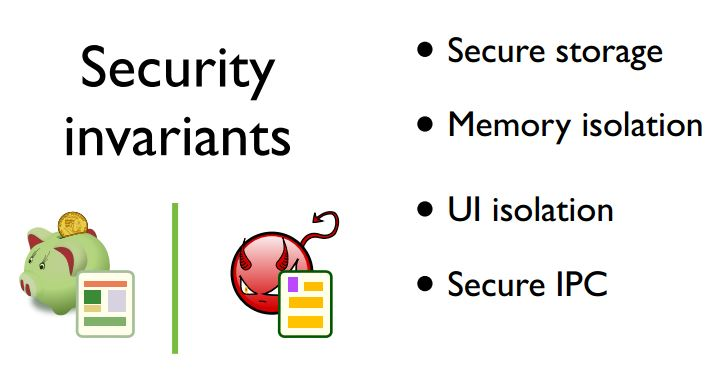 Security
invariants
• Secure storage
• Memory isolation
• UI isolation
• Secure IPC